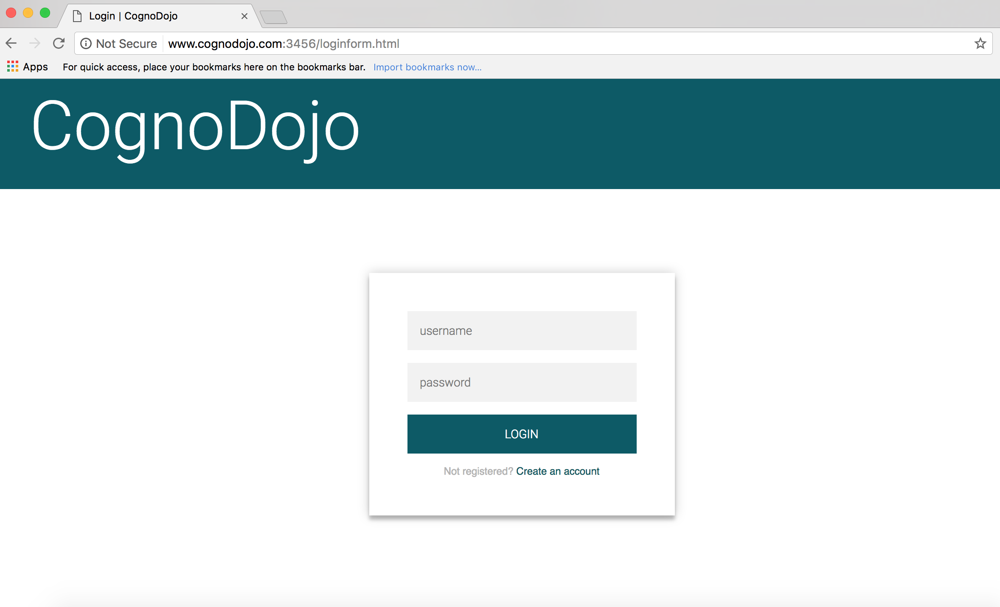 Login | CognoDojo
Not Secure www.cognodojo.com:3456/loginform.html
Apps For quick access, place your bookmarks here on the bookmarks bar. Import bookmarks now...
CognoDojo
username
password
LOGIN
Not registered? Create an account